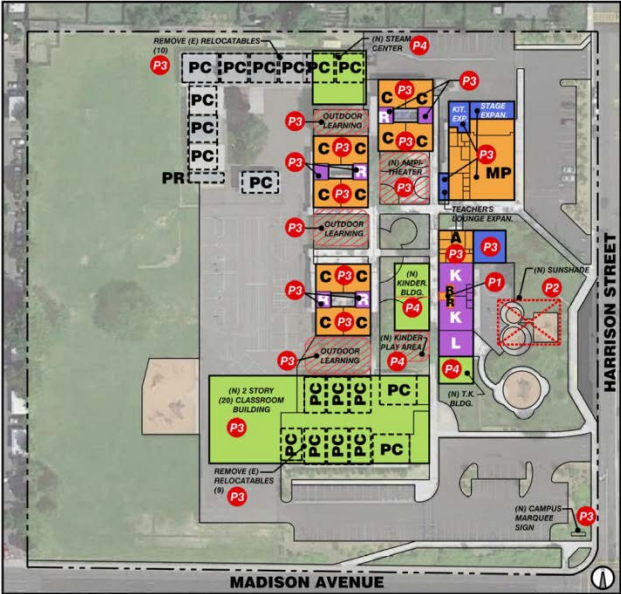 REMOVE (E) RELOCATABLES
(10)
P3
(N) STEAM
CENTER
P4
PC PC PC PC PC PC
PC
PC
PC
PR
PC
C P3 C
P3
R
C P3 C
KIT.
EXP.
STAGE
EXPAN.
P3
MP
OUTDOOR
LEARNING
P3
C P3 C
P3
R
C P3 C
(N) AMPI-
THEATER
P3
TEACHER'S
LOUNGE EXPAN.
P3
OUTDOOR
LEARNING
A
P3
P3
C P3 C
P3
R R
C P3 C
(N)
KINDER.
BLDG.
P4
K
R
R
K
L
P1
(N) SUNSHADE
P2
HARRISON STREET
OUTDOOR
LEARNING
P3
(N) KINDER
PLAY AREA
P4
P4
(N) T.K.
BLDG.
(N) 2 STORY
(20) CLASSROOM
BUILDING
P3
PC PC PC PC
PC PC PC PC PC
REMOVE (E)
RELOCATABLES
(9)
P3
(N) CAMPUS
MARQUEE
SIGN
P3
MADISON AVENUE